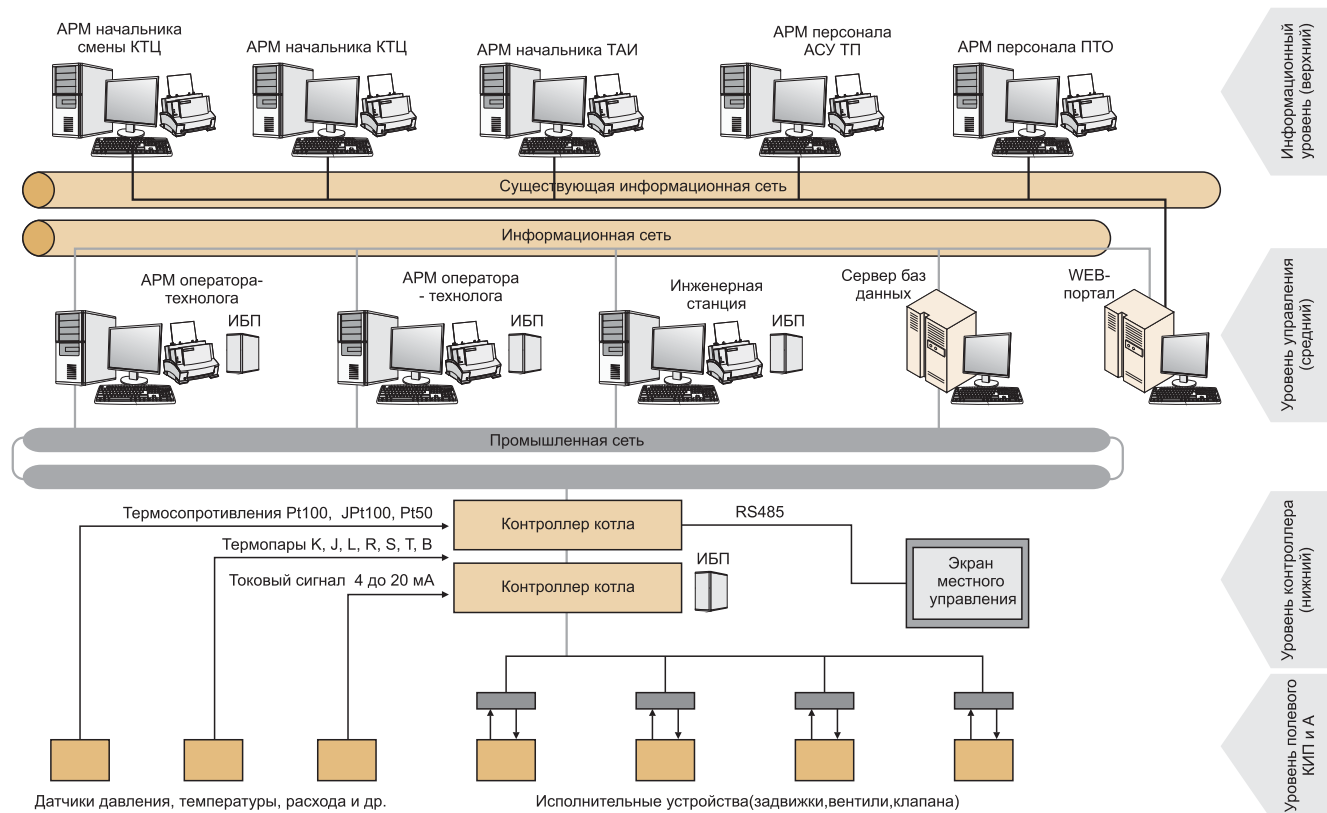 АРМ начальника
смены КТЦ
АРМ начальника КТЦ
АРМ начальника ТАИ
АРМ персонала
АСУ ТП
АРМ персонала ПТО
Информационный
уровень (верхний)
Существующая информационная сеть
Информационная сеть
АРМ оператора-
технолога
ИБП
АРМ оператора
- технолога
ИБП
Инженерная
станция
ИБП
Сервер баз
данных
WEB-
портал
Уровень управления
(средний)
Промышленная сеть
Термосопротивления Pt100, JPt100, Pt50
Термопары K, J, L, R, S, T, B
Токовый сигнал 4 до 20 мА
Контроллер котла
Контроллер котла
ИБП
RS485
Экран
местного
управления
Уровень контроллера
(нижний)
Уровень полевого
КИП и А
Датчики давления, температуры, расхода и др.
Исполнительные устройства(задвижки,вентили,клапана)